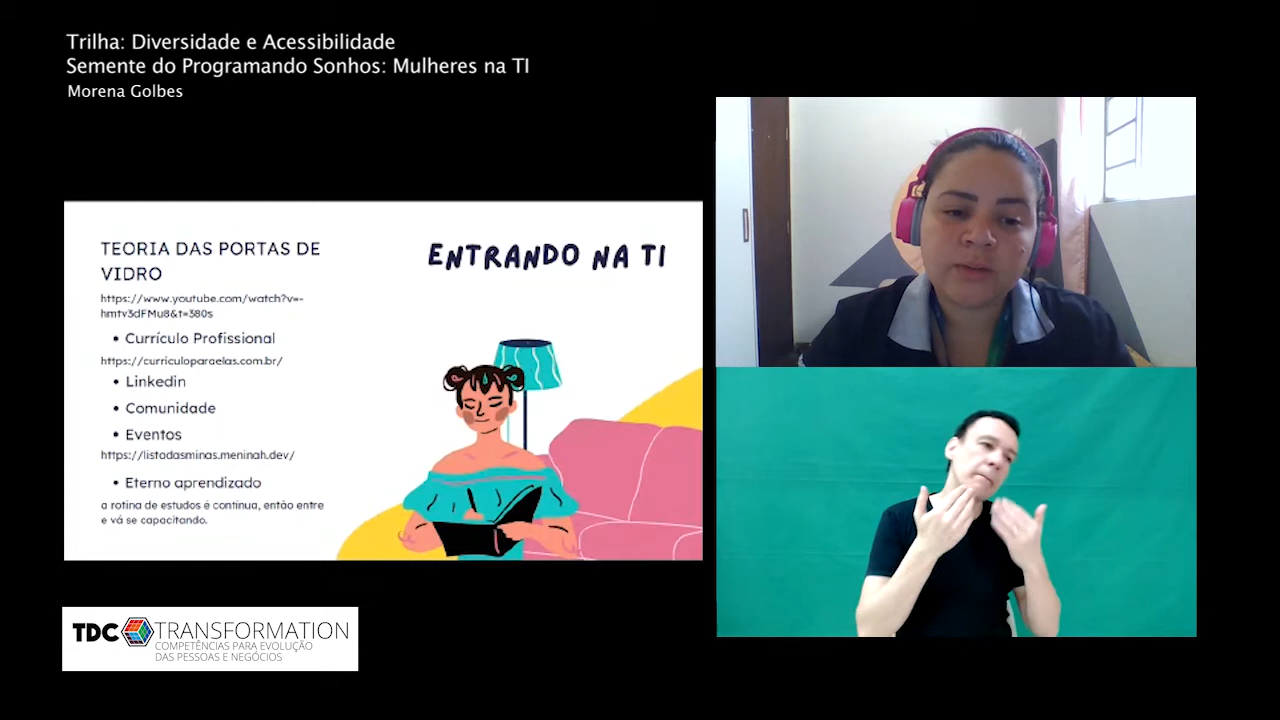 Trilha: Diversidade e Acessibilidade
Semente do Programando Sonhos: Mulheres na TI
Morena Golbes
TEORIA DAS PORTAS DE
VIDRO
https://www.youtube.com/watch?v=-
hmtv3dFMu8&t=380s
• Currículo Profissional
https://curriculoparaelas.com.br/
• Linkedin
• Comunidade
• Eventos
https://listadasminas.meninah.dev/
• Eterno aprendizado
a rotina de estudos é continua, então entre
e vá se capacitando.
ENTRANDO NA TI
TDC TRANSFORMATION
COMPETÊNCIAS PARA EVOLUÇÃO
DAS PESSOAS E NEGÓCIOS